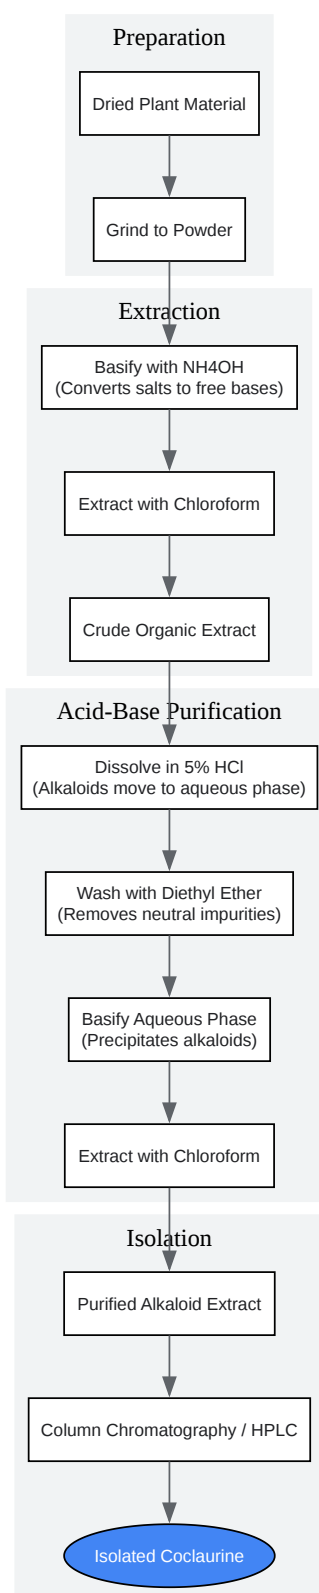 Preparation
Dried Plant Material
Grind to Powder
Extraction
Basify with NH4OH
(Converts salts to free bases)
Extract with Chloroform
Crude Organic Extract
Acid-Base Purification
Dissolve in 5% HCl
(Alkaloids move to aqueous phase)
Wash with Diethyl Ether
(Removes neutral impurities)
Basify Aqueous Phase
(Precipitates alkaloids)
Extract with Chloroform
Isolation
Purified Alkaloid Extract
Column Chromatography / HPLC
Isolated Coclaurine